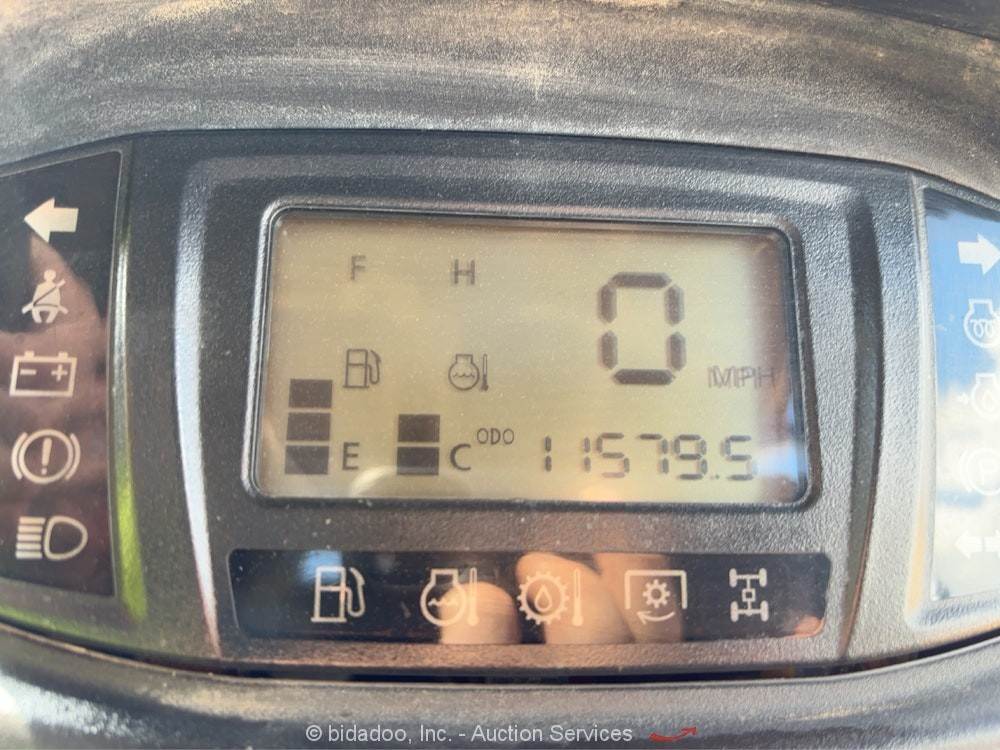 F H
0
MPH
E C ODO 11579.5
© bidadoo, Inc. - Auction Services